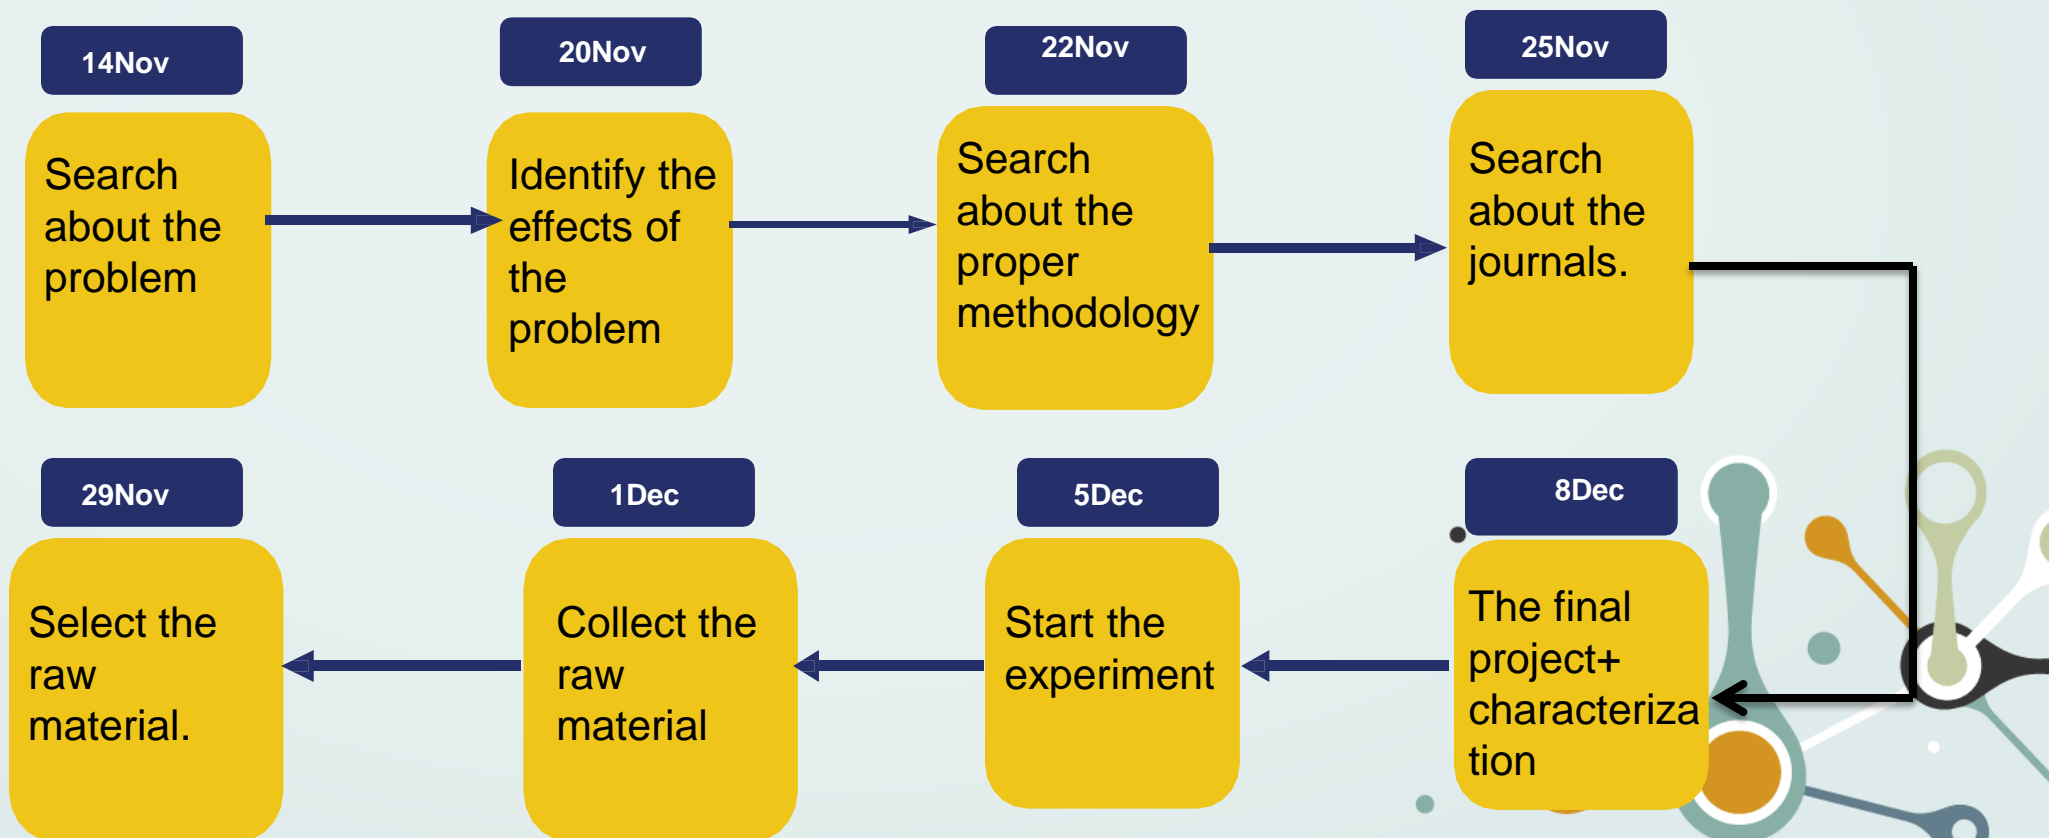 14Nov
Search
about the
problem
20Nov
Identify the
effects of
the
problem
22Nov
Search
about the
proper
methodology
25Nov
Search
about the
journals.
29Nov
Select the
raw
material.
1Dec
Collect the
raw
material
5Dec
Start the
experiment
8Dec
The final
project+
characteriza
tion